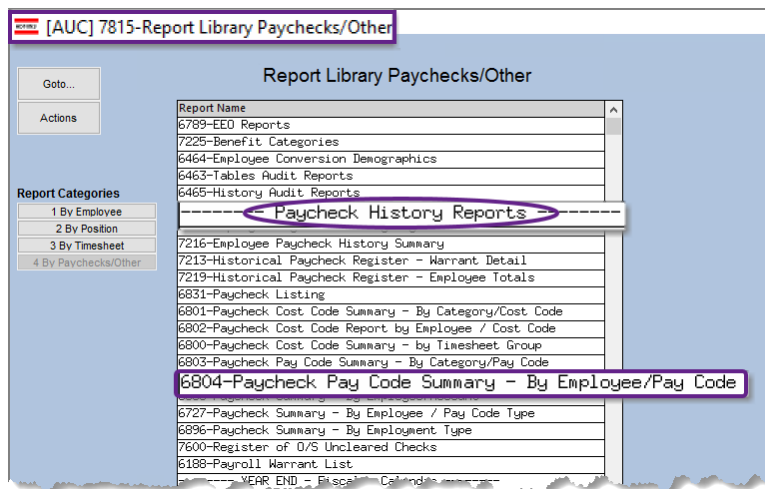 [AUC] 7815-Report Library Paychecks/Other
Report Library Paychecks/Other
Goto...
Actions
Report Categories
1 By Employee
2 By Position
3 By Timesheet
4 By Paychecks/Other
Report Name
6789-EEO Reports
7225-Benefit Categories
6464-Employee Conversion Demographics
6463-Tables Audit Reports
6465-History Audit Reports
------- Paycheck History Reports -------
7216-Employee Paycheck History Summary
7213-Historical Paycheck Register - Warrant Detail
7219-Historical Paycheck Register - Employee Totals
6831-Paycheck Listing
6801-Paycheck Cost Code Summary - By Category/Cost Code
6802-Paycheck Cost Code Report by Employee / Cost Code
6800-Paycheck Cost Code Summary - by Timesheet Group
6803-Paycheck Pay Code Summary - By Category/Pay Code
6804-Paycheck Pay Code Summary - By Employee/Pay Code
6727-Paycheck Summary - By Employee / Pay Code Type
6896-Paycheck Summary - By Employment Type
7600-Register of O/S Uncleared Checks
6188-Payroll Warrant List
YEAR END - Fiscal